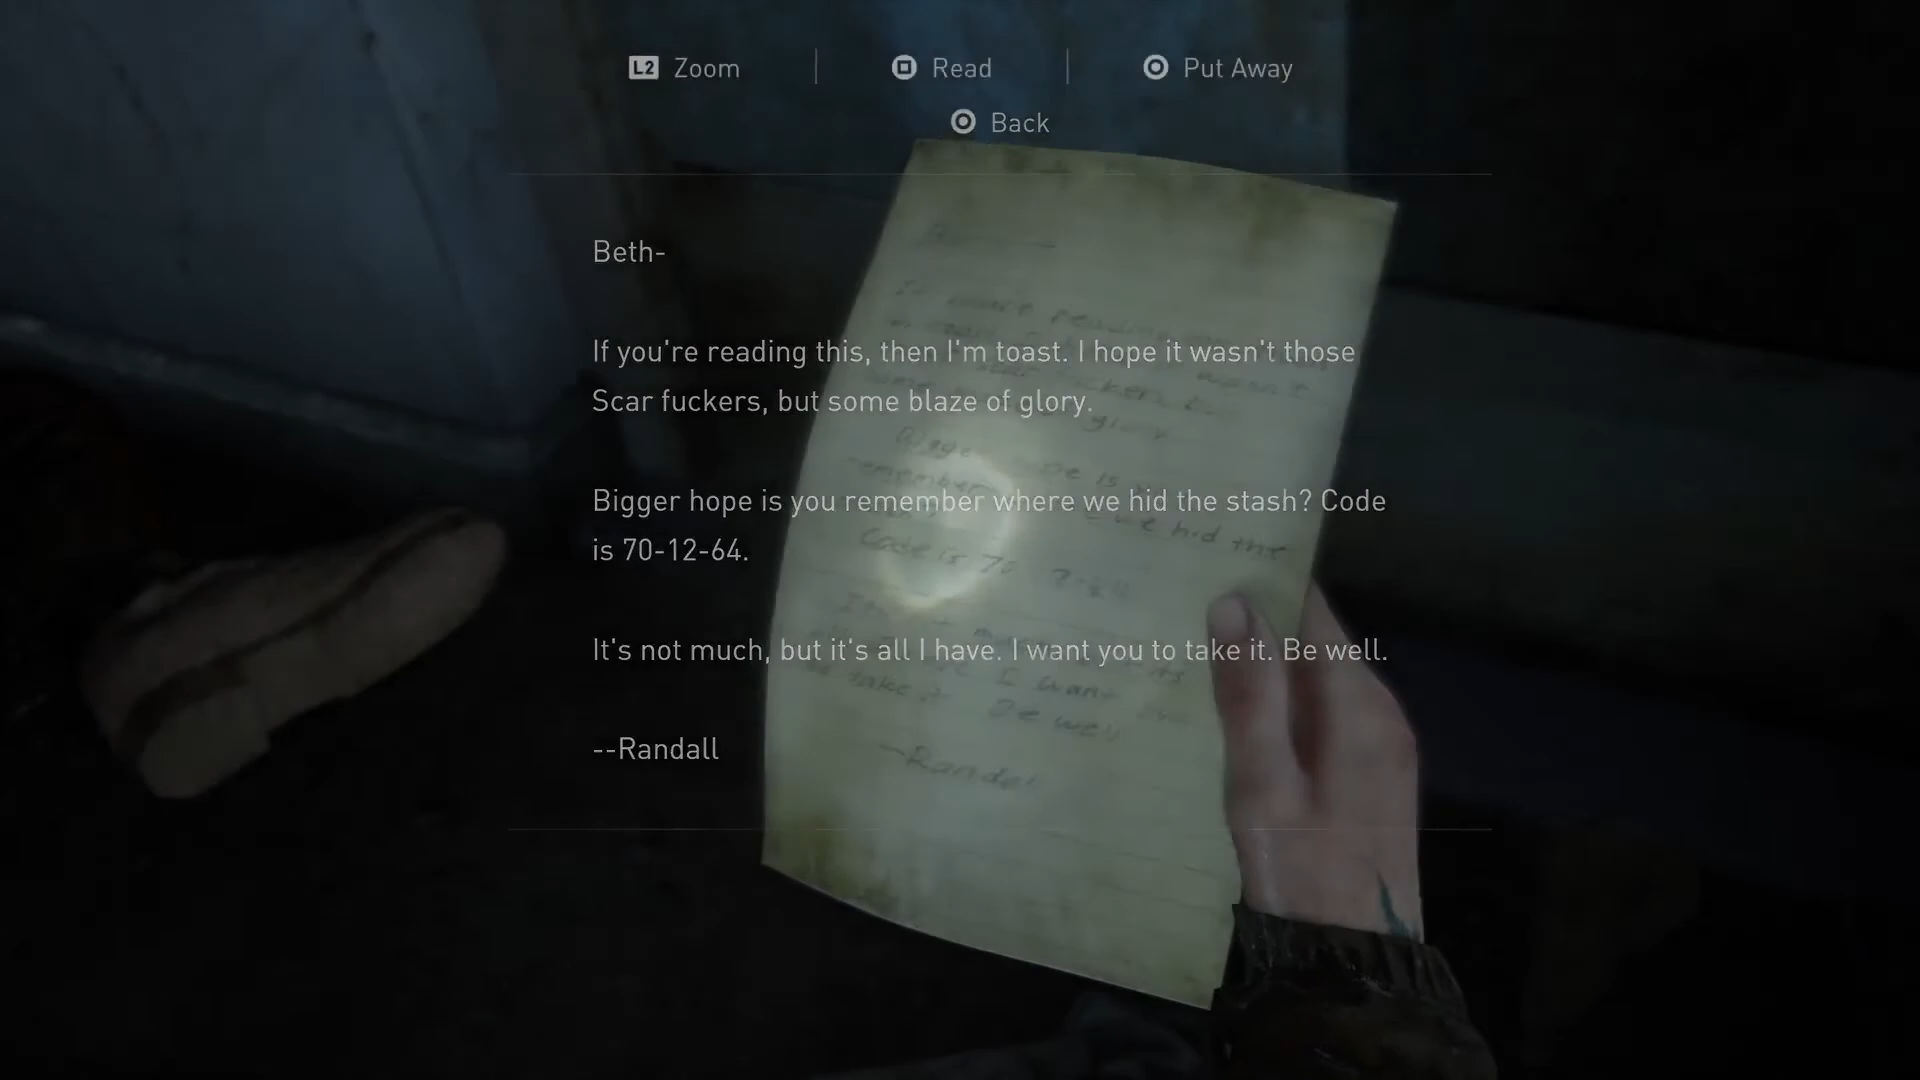 L2 Zoom | Read | Put Away
Back
Beth-
If you're reading this, then I'm toast. I hope it wasn't those
Scar fuckers, but some blaze of glory.
Bigger hope is you remember where we hid the stash? Code
is 70-12-64.
It's not much, but it's all I have. I want you to take it. Be well.
--Randall